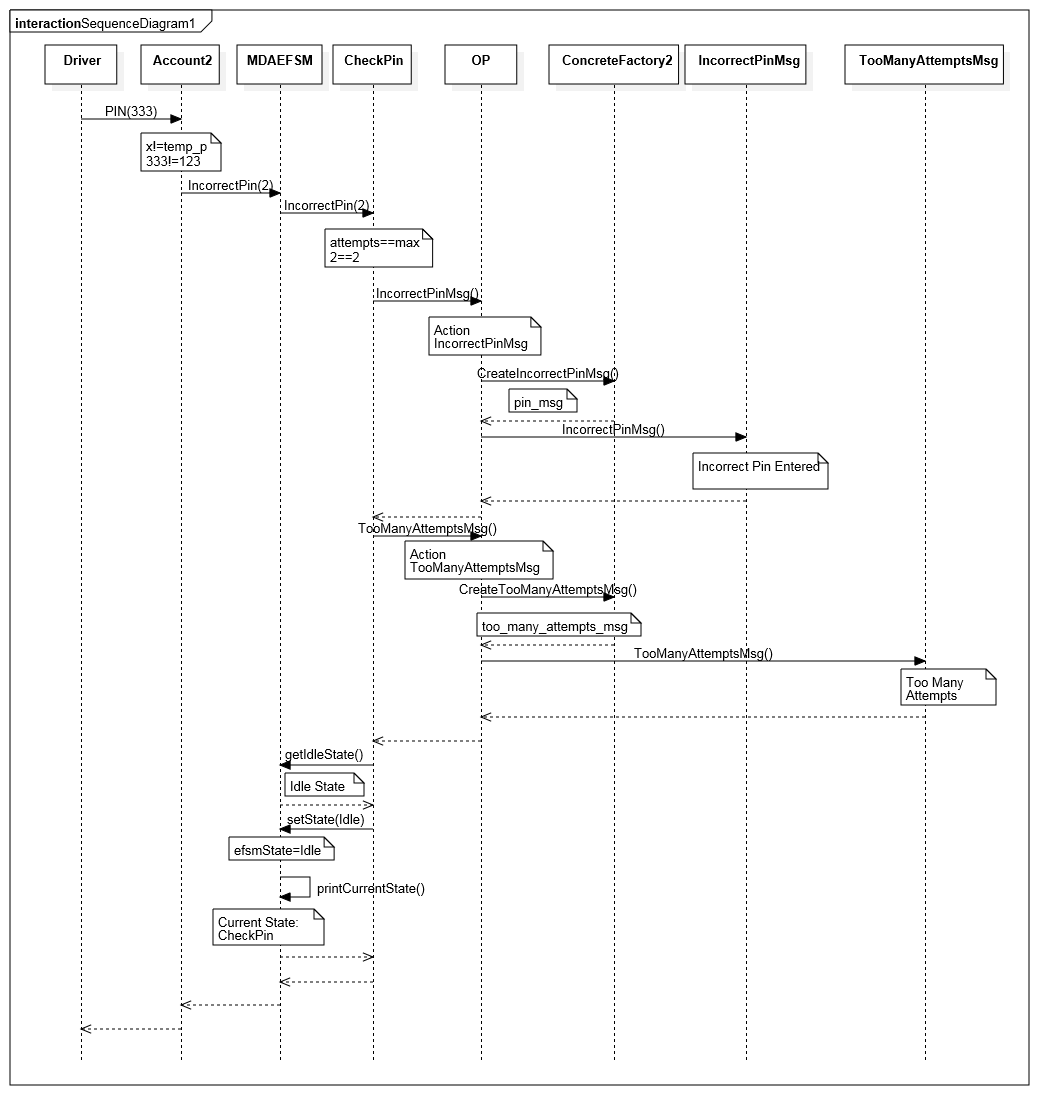 interactionSequenceDiagram1
Driver
Account2
MDAEFSM
CheckPin
OP
ConcreteFactory2
IncorrectPinMsg
TooManyAttemptsMsg
PIN(333)
x!=temp_p
333!=123
IncorrectPin(2)
IncorrectPin(2)
attempts==max
2==2
IncorrectPinMsg()
Action
IncorrectPinMsg
CreateIncorrectPinMsg()
pin_msg
IncorrectPinMsg()
Incorrect Pin Entered
TooManyAttemptsMsg()
Action
TooManyAttemptsMsg
CreateTooManyAttemptsMsg()
too_many_attempts_msg
TooManyAttemptsMsg()
Too Many
Attempts
getIdleState()
Idle State
setState(Idle)
efsmState=Idle
printCurrentState()
Current State:
CheckPin